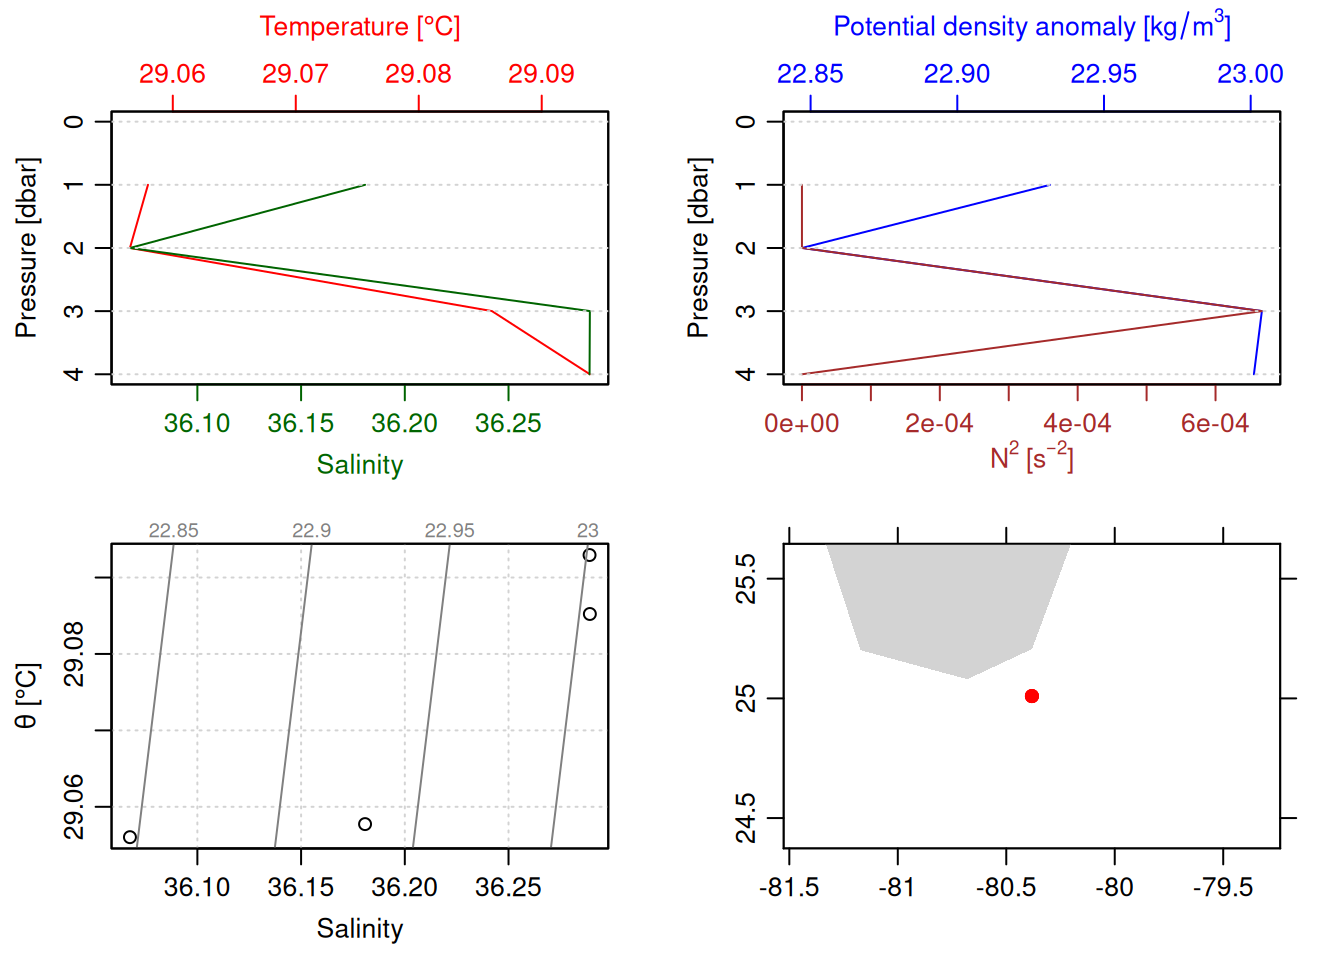 Temperature [°C]
29.06 29.07 29.08 29.09
Pressure [dbar]
0
1
2
3
4
36.10 36.15 36.20 36.25
Salinity
Potential density anomaly [kg/m³]
22.85 22.90 22.95 23.00
Pressure [dbar]
0
1
2
3
4
0e+00 2e-04 4e-04 6e-04
N² [s⁻²]
22.85 22.9 22.95 23
θ [°C]
29.08
29.06
36.10 36.15 36.20 36.25
Salinity
25.5
25
24.5
-81.5 -81 -80.5 -80 -79.5